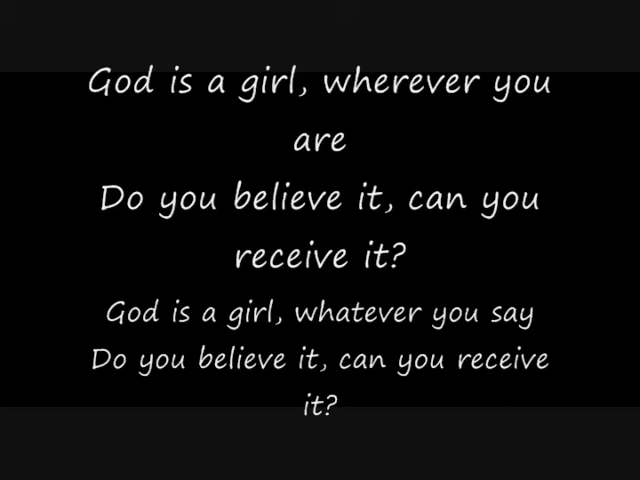 God is a girl, wherever you
are
Do you believe it, can you
receive it?
God is a girl, whatever you say
Do you believe it, can you receive
it?